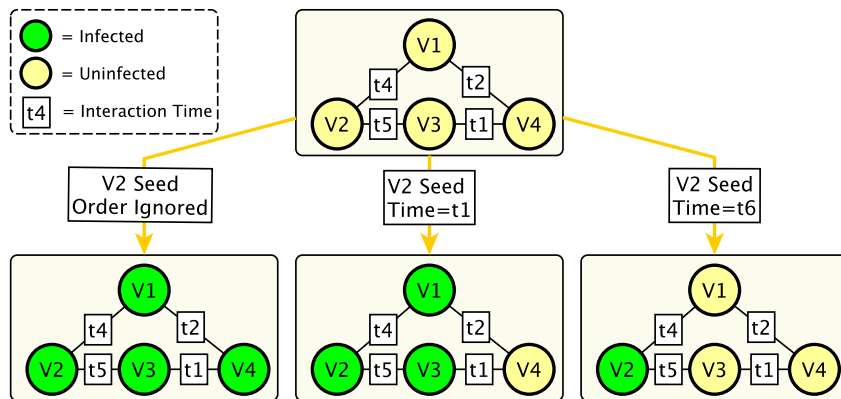 = Infected
= Uninfected
t4 = Interaction Time
V1
t4 t2
V2 t5 V3 t1 V4
V2 Seed
Order Ignored
V2 Seed
Time=t1
V2 Seed
Time=t6
V1
t4 t2
V2 t5 V3 t1 V4
V1
t4 t2
V2 t5 V3 t1 V4
V1
t4 t2
V2 t5 V3 t1 V4